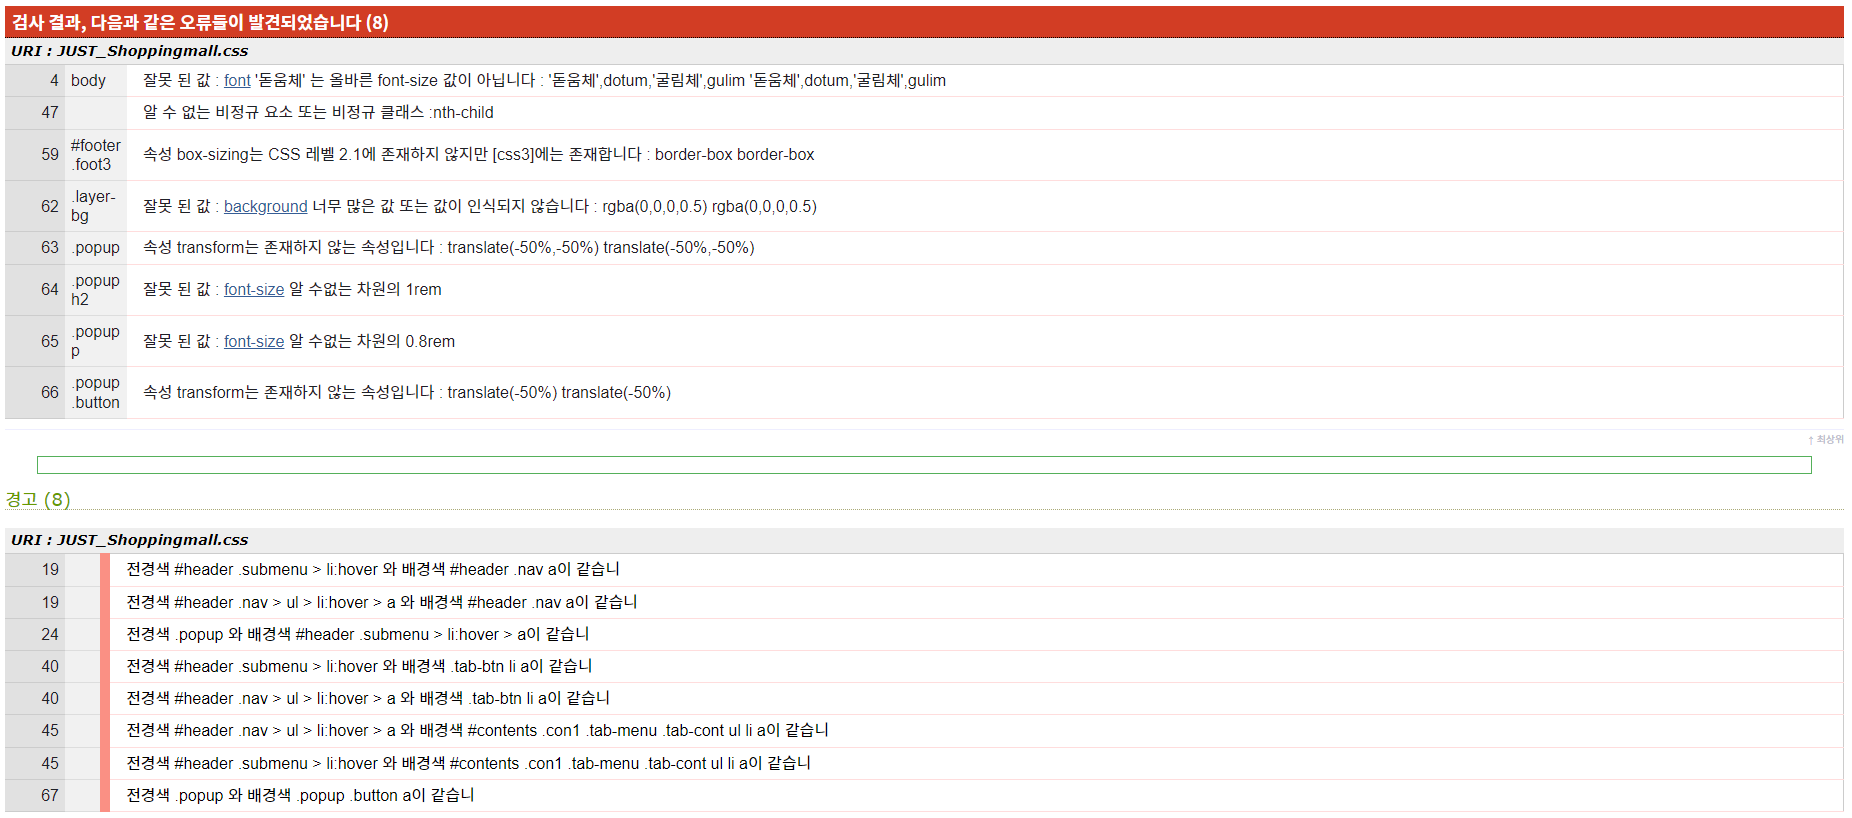 검사 결과, 다음과 같은 오류들이 발견되었습니다 (8)
URI : JUST_Shoppingmall.css
4 body 잘못 된 값 : font '돋움체' 는 올바른 font-size 값이 아닙니다 : '돋움체',dotum,'굴림체',gulim '돋움체',dotum,'굴림체',gulim
47 알 수 없는 비정규 요소 또는 비정규 클래스 :nth-child
59 #footer .foot3 속성 box-sizing는 CSS 레벨 2.1에 존재하지 않지만 [css3]에는 존재합니다 : border-box border-box
62 .layer-bg 잘못 된 값 : background 너무 많은 값 또는 값이 인식되지 않습니다 : rgba(0,0,0,0.5) rgba(0,0,0,0.5)
63 .popup 속성 transform는 존재하지 않는 속성입니다 : translate(-50%,-50%) translate(-50%,-50%)
64 .popup h2 잘못 된 값 : font-size 알 수없는 차원의 1rem
65 .popup p 잘못 된 값 : font-size 알 수없는 차원의 0.8rem
66 .popup .button 속성 transform는 존재하지 않는 속성입니다 : translate(-50%) translate(-50%)
↑ 최상위
경고 (8)
URI : JUST_Shoppingmall.css
19 전경색 #header .submenu > li:hover 와 배경색 #header .nav a이 같습니
19 전경색 #header .nav > ul > li:hover > a 와 배경색 #header .nav a이 같습니
24 전경색 .popup 와 배경색 #header .submenu > li:hover > a이 같습니
40 전경색 #header .submenu > li:hover 와 배경색 .tab-btn li a이 같습니
40 전경색 #header .nav > ul > li:hover > a 와 배경색 .tab-btn li a이 같습니
45 전경색 #header .nav > ul > li:hover > a 와 배경색 #contents .con1 .tab-menu .tab-cont ul li a이 같습니
45 전경색 #header .submenu > li:hover 와 배경색 #contents .con1 .tab-menu .tab-cont ul li a이 같습니
67 전경색 .popup 와 배경색 .popup .button a이 같습니